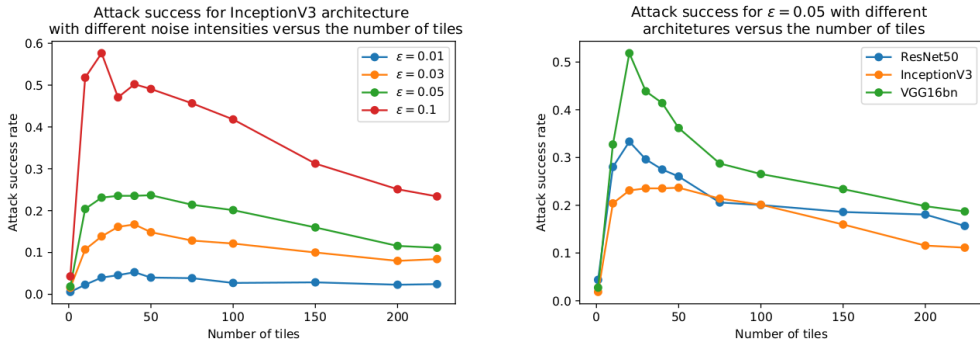 Attack success for InceptionV3 architecture
with different noise intensities versus the number of tiles
0.6
0.5
0.4
0.3
0.2
0.1
0.0
Attack success rate
ε = 0.01
ε = 0.03
ε = 0.05
ε = 0.1
0
50
100
150
200
Number of tiles
Attack success for ε = 0.05 with different
architetures versus the number of tiles
0.5
0.4
0.3
0.2
0.1
0.0
Attack success rate
ResNet50
InceptionV3
VGG16bn
0
50
100
150
200
Number of tiles